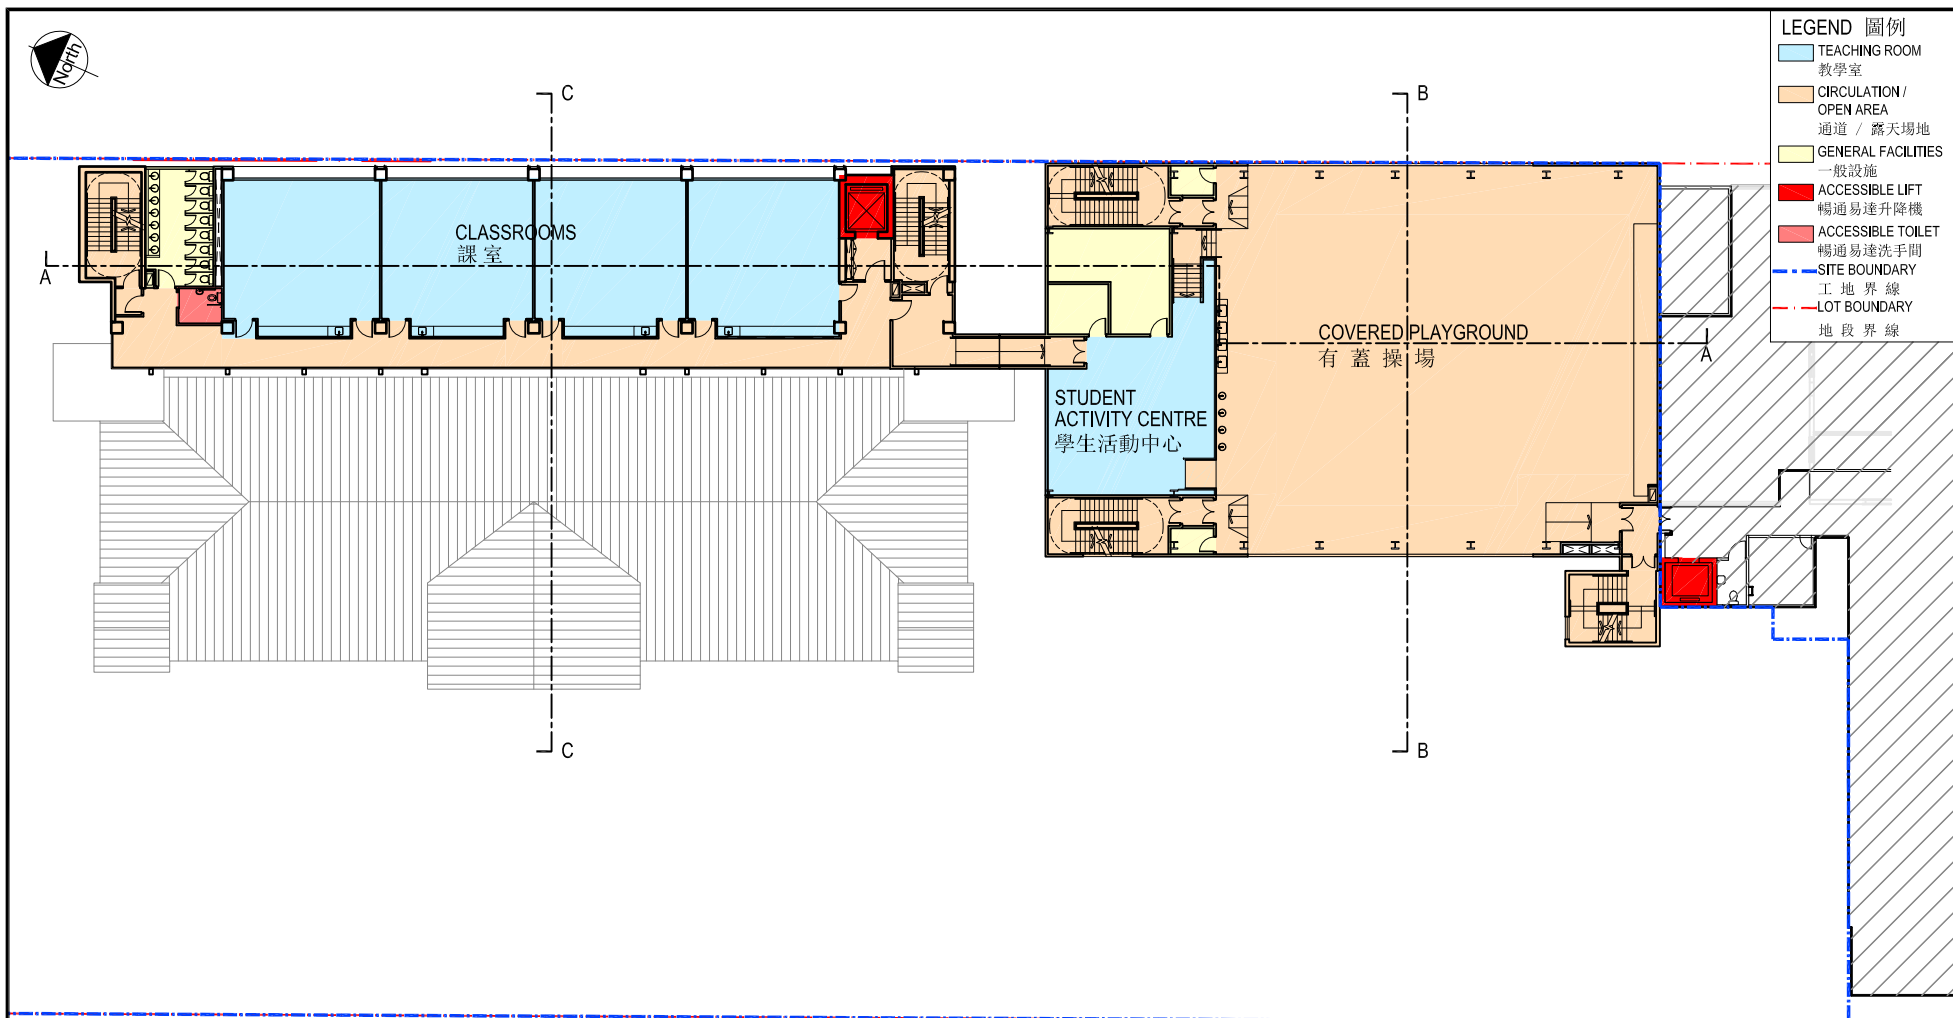 North
LEGEND 圖例
TEACHING ROOM
教學室
CIRCULATION /
OPEN AREA
通道 / 露天場地
GENERAL FACILITIES
一般設施
ACCESSIBLE LIFT
暢通易達升降機
ACCESSIBLE TOILET
暢通易達洗手間
SITE BOUNDARY
工地界線
LOT BOUNDARY
地段界線
C
B
A
CLASSROOMS
課室
COVERED PLAYGROUND
有蓋操場
A
STUDENT
ACTIVITY CENTRE
學生活動中心
C
B